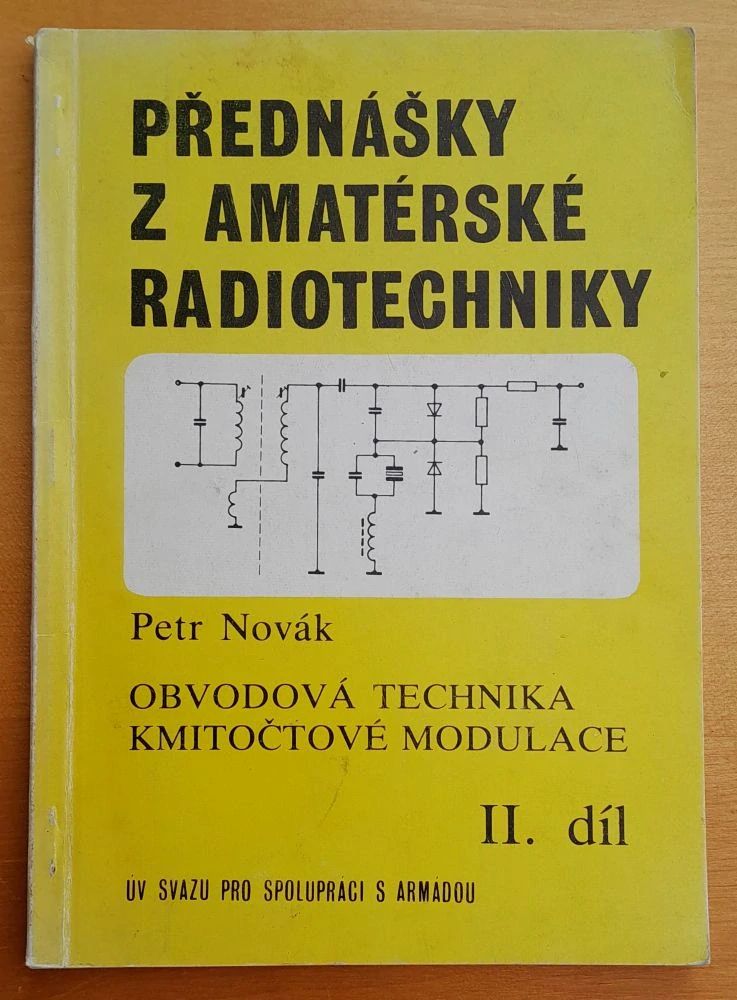 PŘEDNÁŠKY
Z AMATÉRSKÉ
RADIOTECHNIKY
Petr Novák
OBVODOVÁ TECHNIKA
KMITOČTOVÉ MODULACE
II. díl
ÚV SVAZU PRO SPOLUPRÁCI S ARMÁDOU